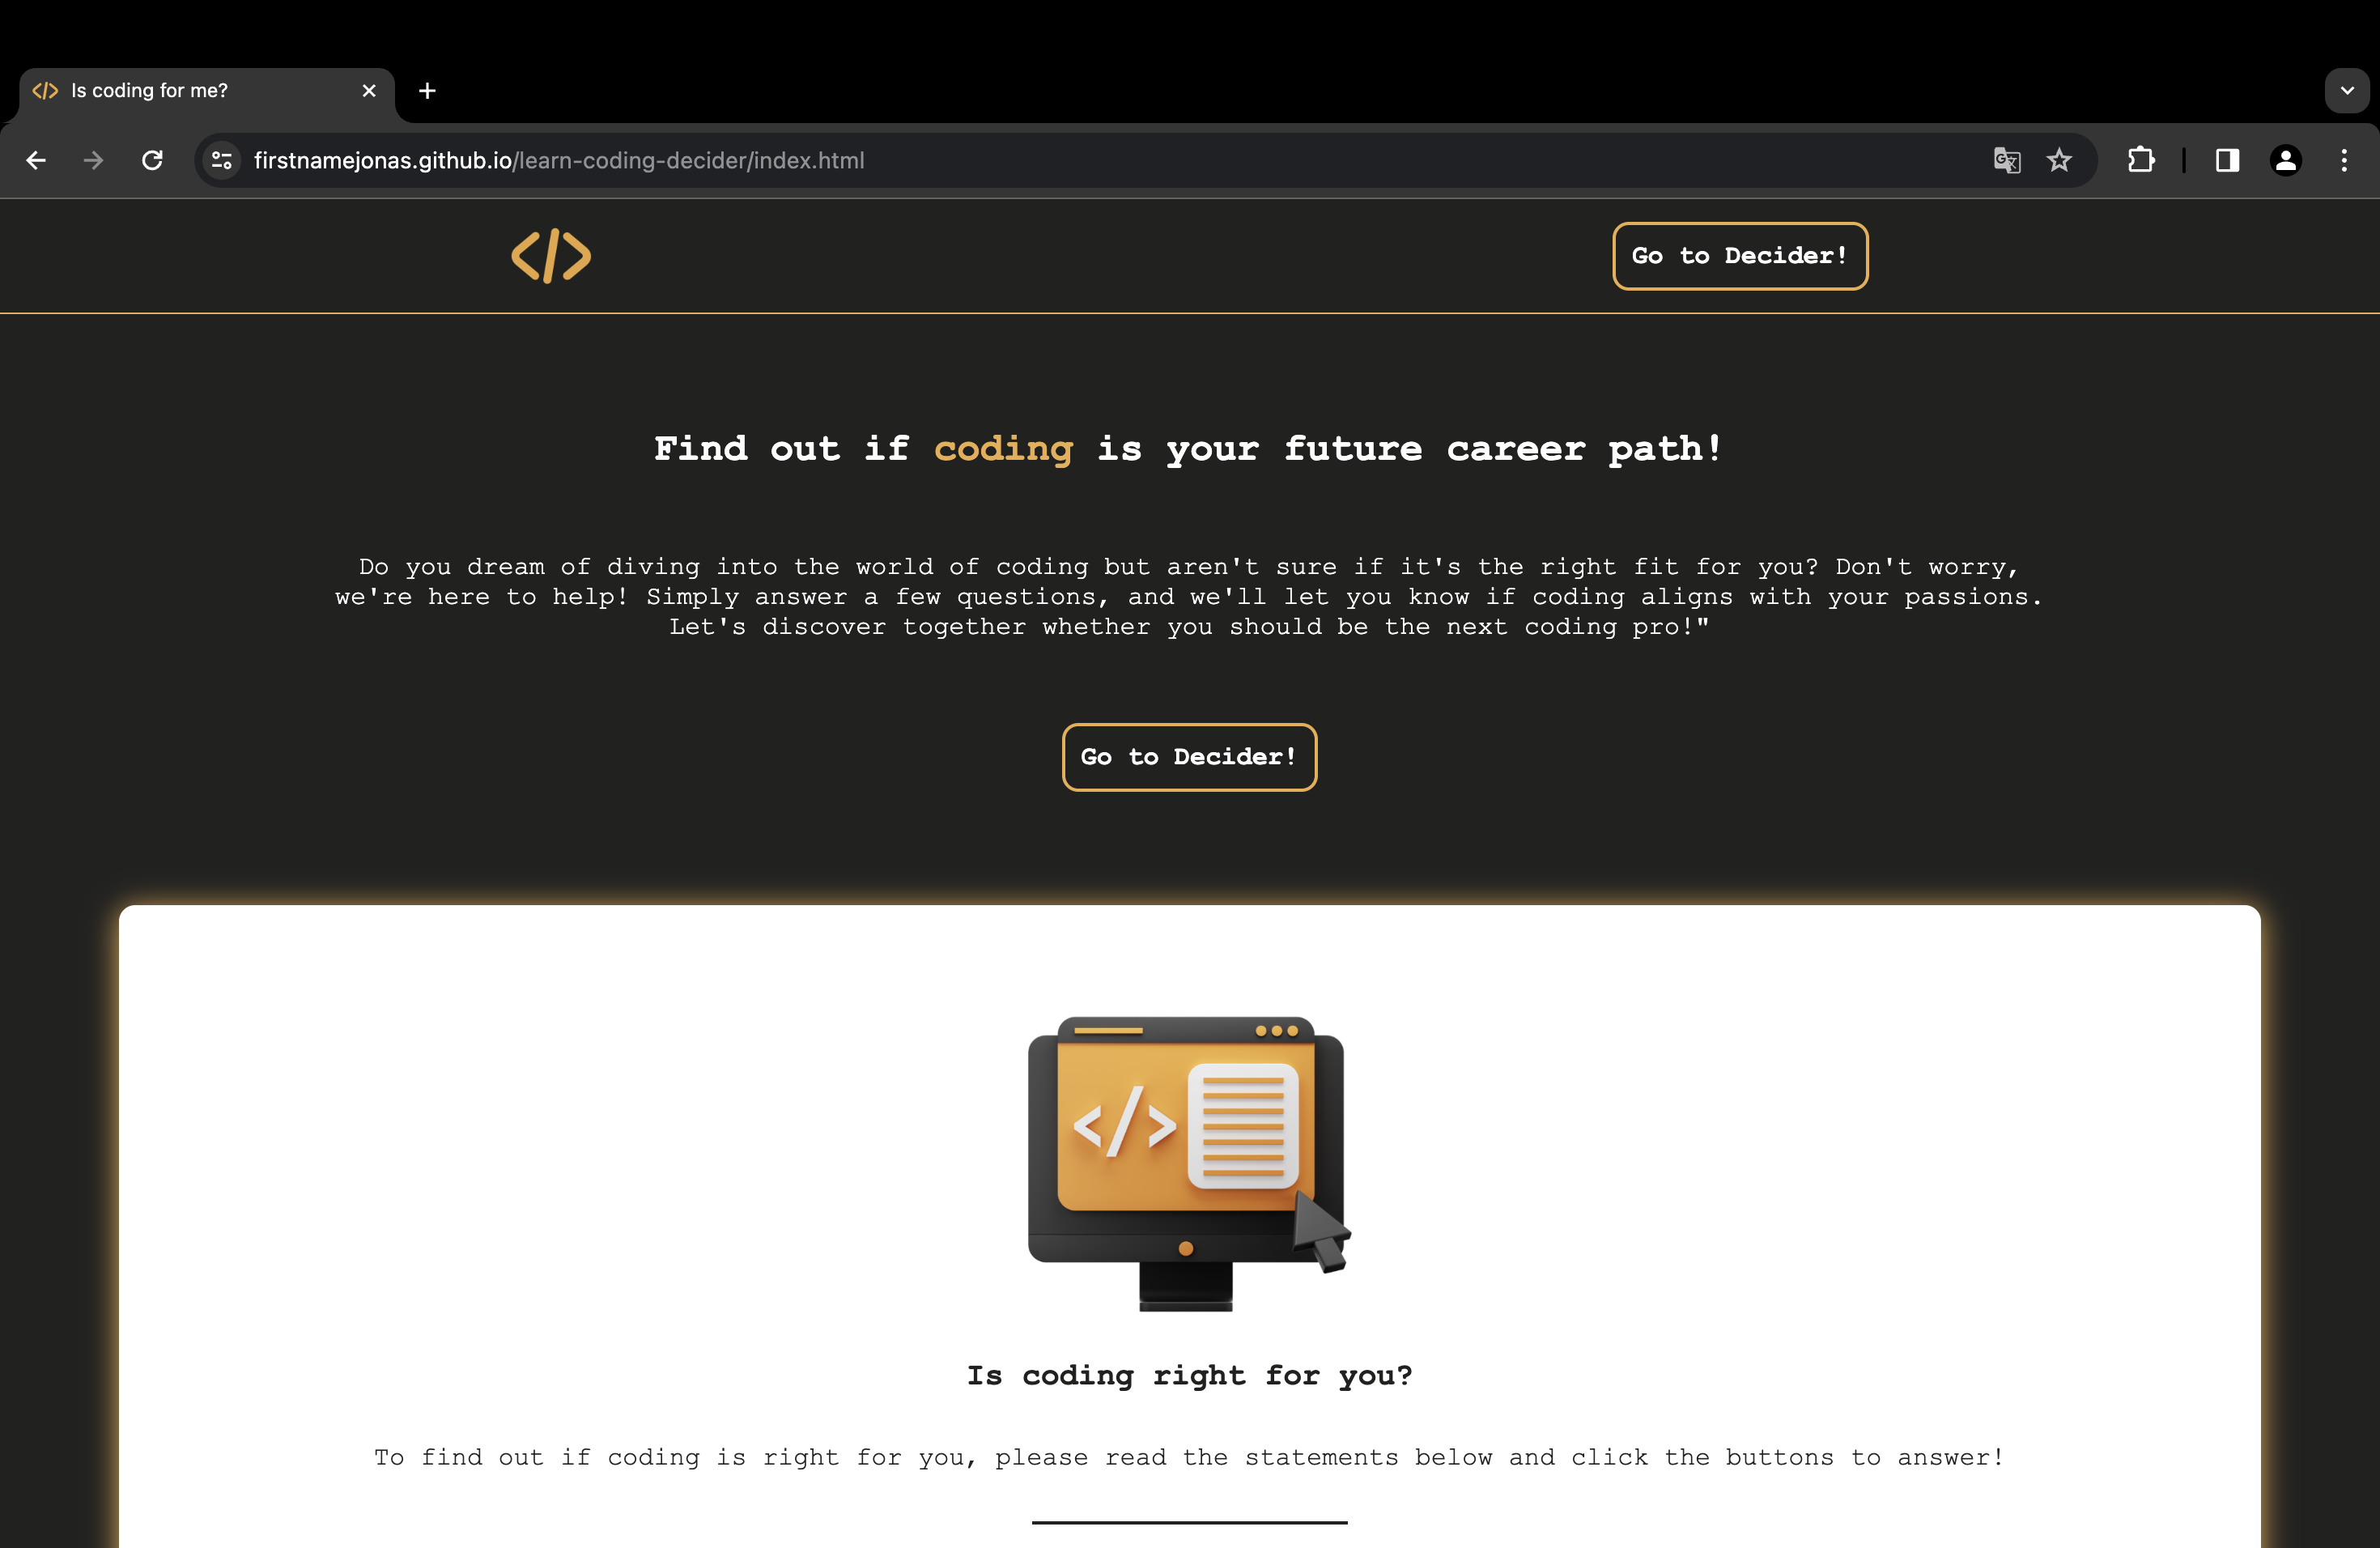 </> Is coding for me?
firstnamejonas.github.io/learn-coding-decider/index.html
</> Go to Decider!
Find out if coding is your future career path!
Do you dream of diving into the world of coding but aren't sure if it's the right fit for you? Don't worry,
we're here to help! Simply answer a few questions, and we'll let you know if coding aligns with your passions.
Let's discover together whether you should be the next coding pro!"
Go to Decider!
</>
Is coding right for you?
To find out if coding is right for you, please read the statements below and click the buttons to answer!